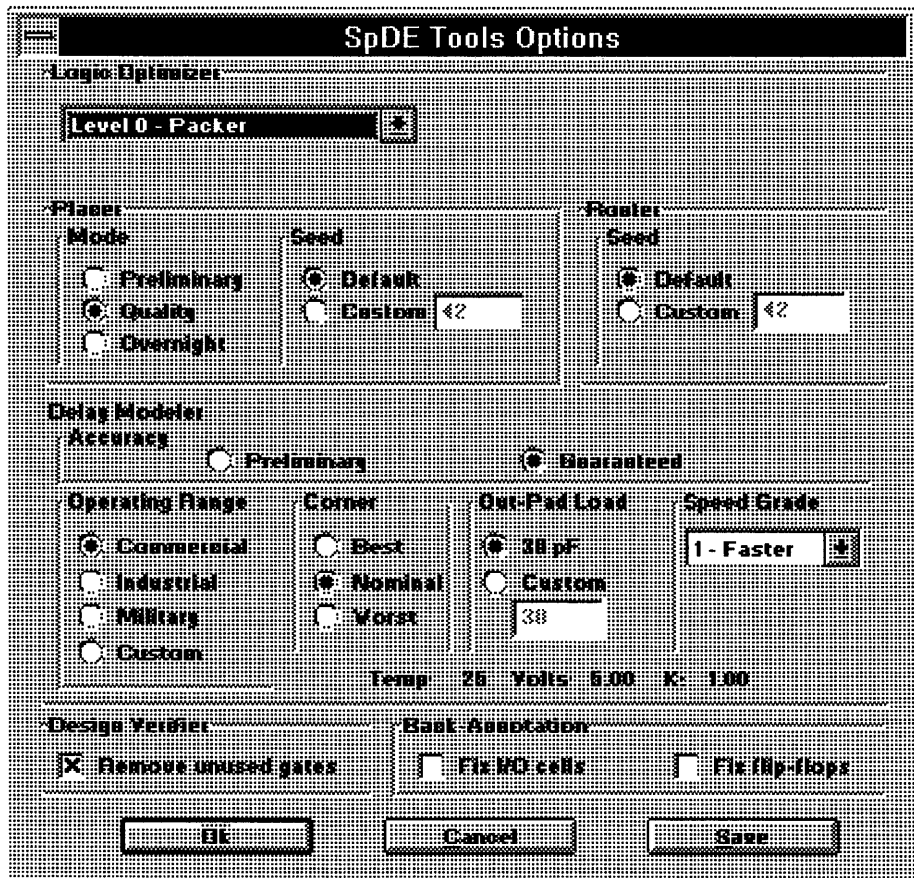 SpDE Tools Options
Logic Optimizer
Level 0 - Packer
Placer
Router
Mode
Seed
Seed
Preliminary
Default
Default
Quality
Custom 42
Custom 42
Overnight
Delay Modeler
Accuracy
Preliminary
Guaranteed
Operating Range
Corner
Out-Pad Load
Speed Grade
Commercial
Best
30 pF
1 - Faster
Industrial
Nominal
Custom
Military
Worst
30
Custom
Temp: 25 Volts: 5.00 K: 1.00
Design Verifier
Back-Annotation
Remove unused gates
Fix I/O cells
Fix flip-flops
Ok
Cancel
Save